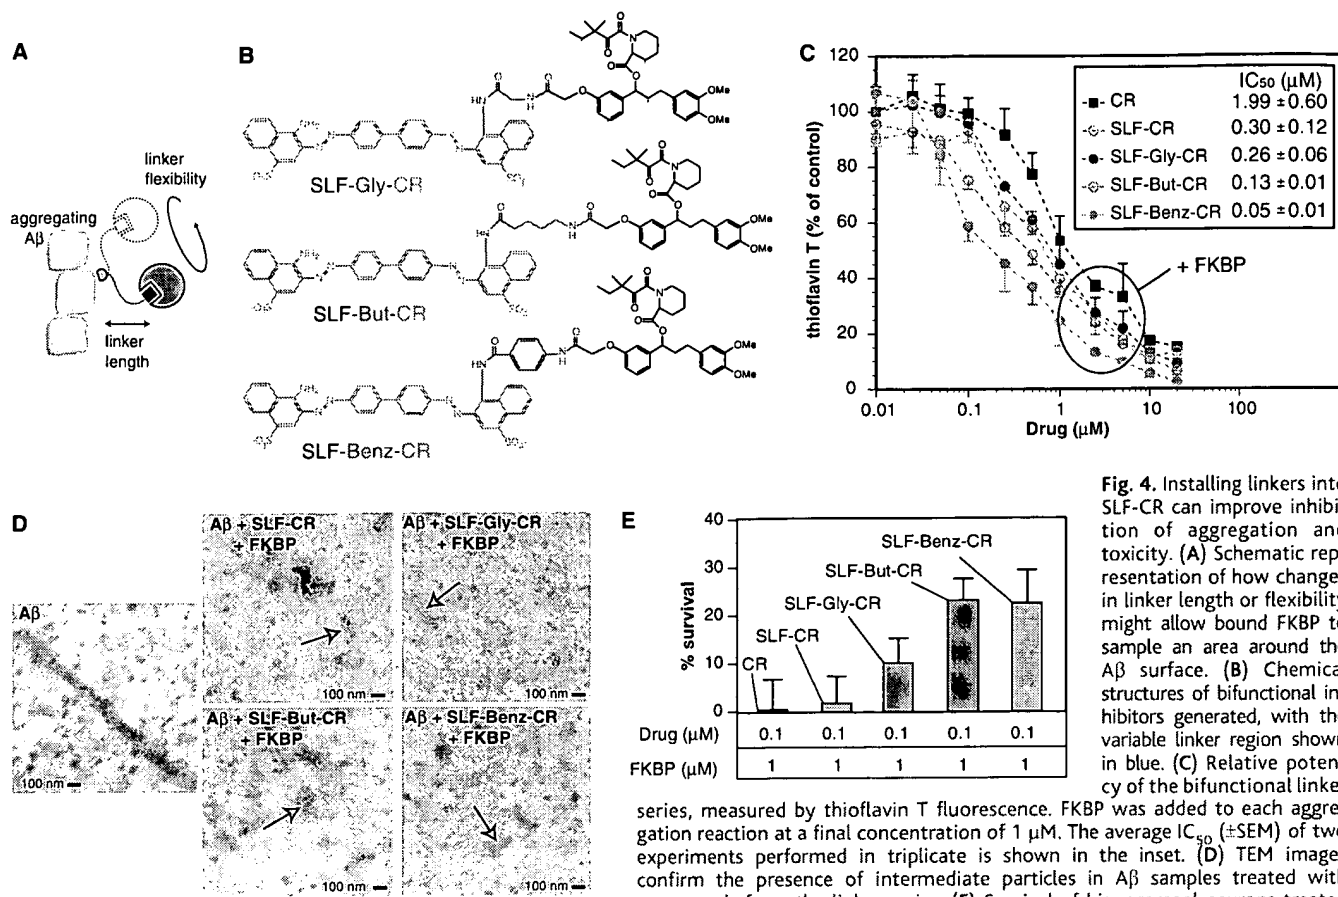 A
linker
flexibility
aggregating
Aβ
linker
length
B
SLF-Gly-CR
SLF-But-CR
SLF-Benz-CR
OMe
OMe
OMe
OMe
OMe
OMe
C
thioflavin T (% of control)
120
100
80
60
40
20
0
0.01
0.1
1
10
100
Drug (μM)
IC50 (μM)
CR 1.99 ±0.60
SLF-CR 0.30 ±0.12
SLF-Gly-CR 0.26 ±0.06
SLF-But-CR 0.13 ±0.01
SLF-Benz-CR 0.05 ±0.01
+ FKBP
D
Aβ
100 nm
Aβ + SLF-CR
+ FKBP
100 nm
Aβ + SLF-Gly-CR
+ FKBP
100 nm
Aβ + SLF-But-CR
+ FKBP
100 nm
Aβ + SLF-Benz-CR
+ FKBP
100 nm
E
% survival
40
30
20
10
0
CR
SLF-CR
SLF-Gly-CR
SLF-But-CR
SLF-Benz-CR
Drug (μM) 0.1 0.1 0.1 0.1 0.1
FKBP (μM) 1 1 1 1 1
Fig. 4. Installing linkers into
SLF-CR can improve inhibi
tion of aggregation and
toxicity. (A) Schematic rep
resentation of how change
in linker length or flexibility
might allow bound FKBP to
sample an area around the
Aβ surface. (B) Chemica
structures of bifunctional in
hibitors generated, with the
variable linker region shown
in blue. (C) Relative poten
cy of the bifunctional linke
series, measured by thioflavin T fluorescence. FKBP was added to each aggre
gation reaction at a final concentration of 1 μM. The average IC50 (±SEM) of two
experiments performed in triplicate is shown in the inset. (D) TEM image
confirm the presence of intermediate particles in Aβ samples treated with